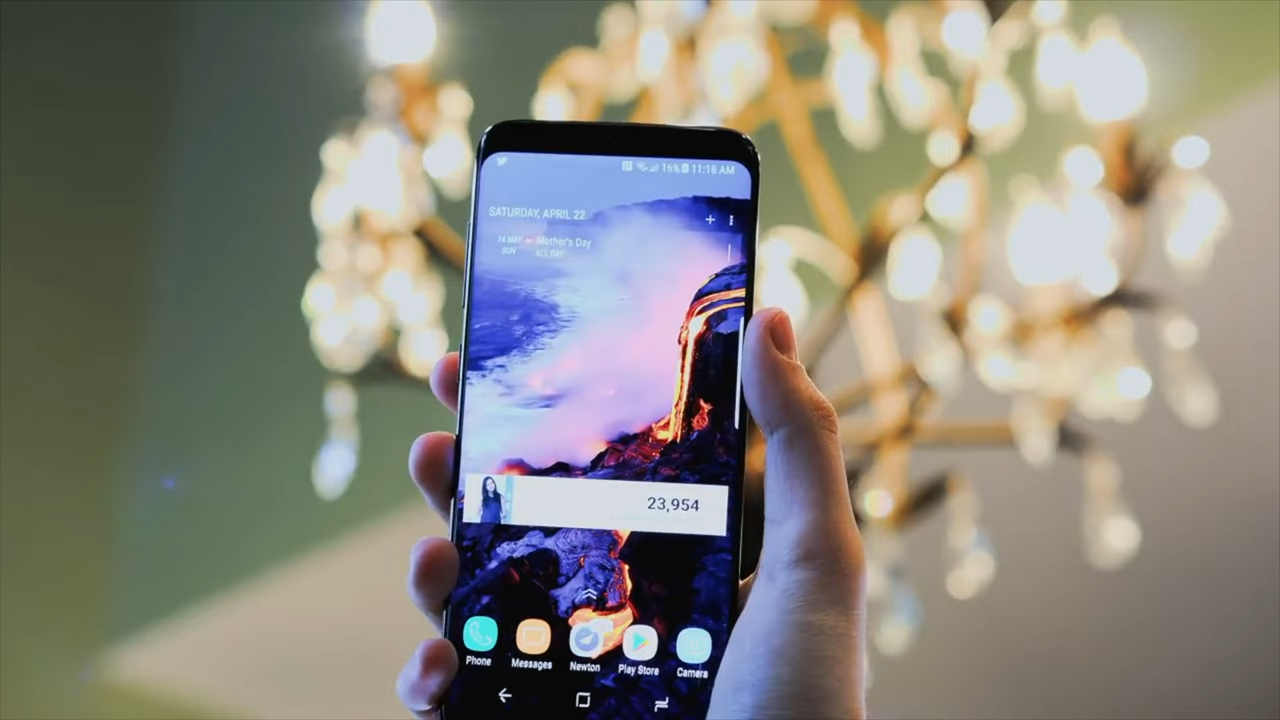 16% 11:18 AM
SATURDAY, APRIL 22
14 MAY Mother's Day
SUN ALL DAY
23,954
Phone Messages Newton Play Store Camera